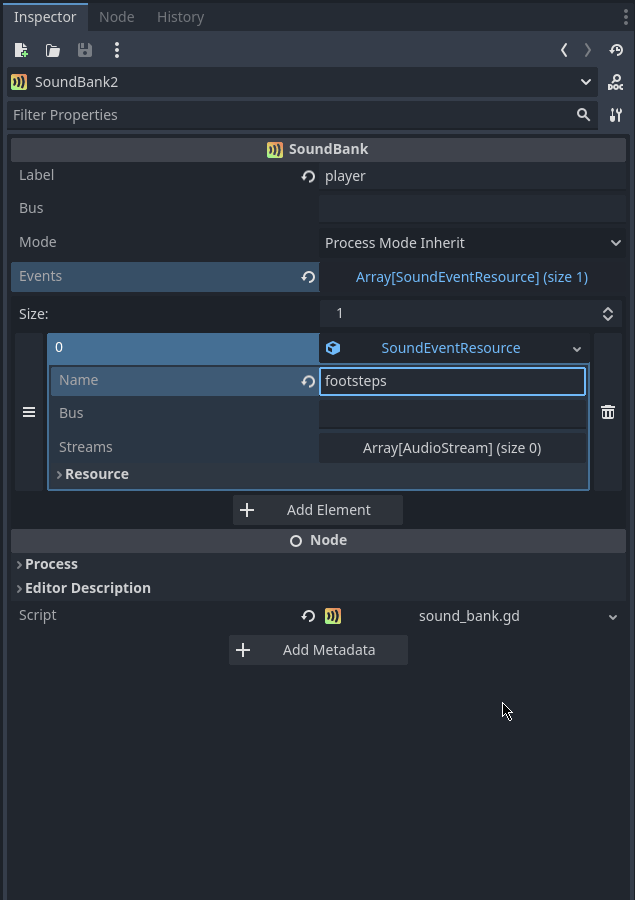 Inspector Node History
SoundBank2
DOC
Filter Properties
SoundBank
Label player
Bus
Mode Process Mode Inherit
Events Array[SoundEventResource] (size 1)
Size: 1
0 SoundEventResource
Name footsteps
Bus
Streams Array[AudioStream] (size 0)
Resource
Add Element
Node
Process
Editor Description
Script sound_bank.gd
Add Metadata